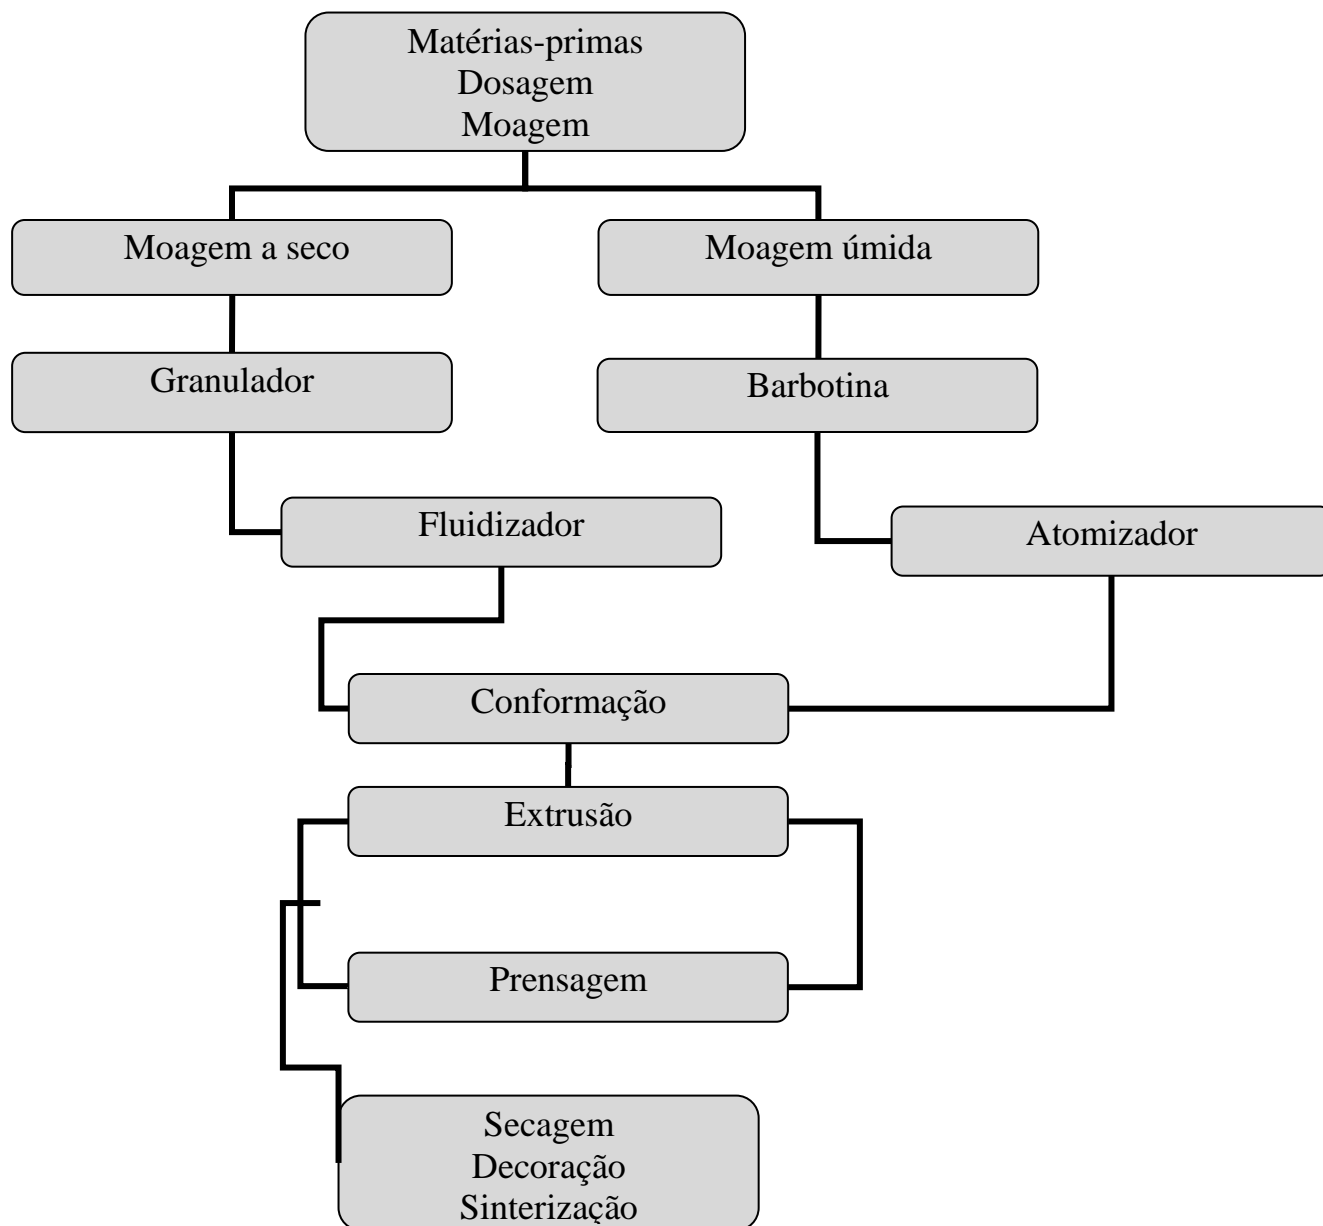 Matérias-primas
Dosagem
Moagem
Moagem a seco
Moagem úmida
Granulador
Barbotina
Fluidizador
Atomizador
Conformação
Extrusão
Prensagem
Secagem
Decoração
Sinterização